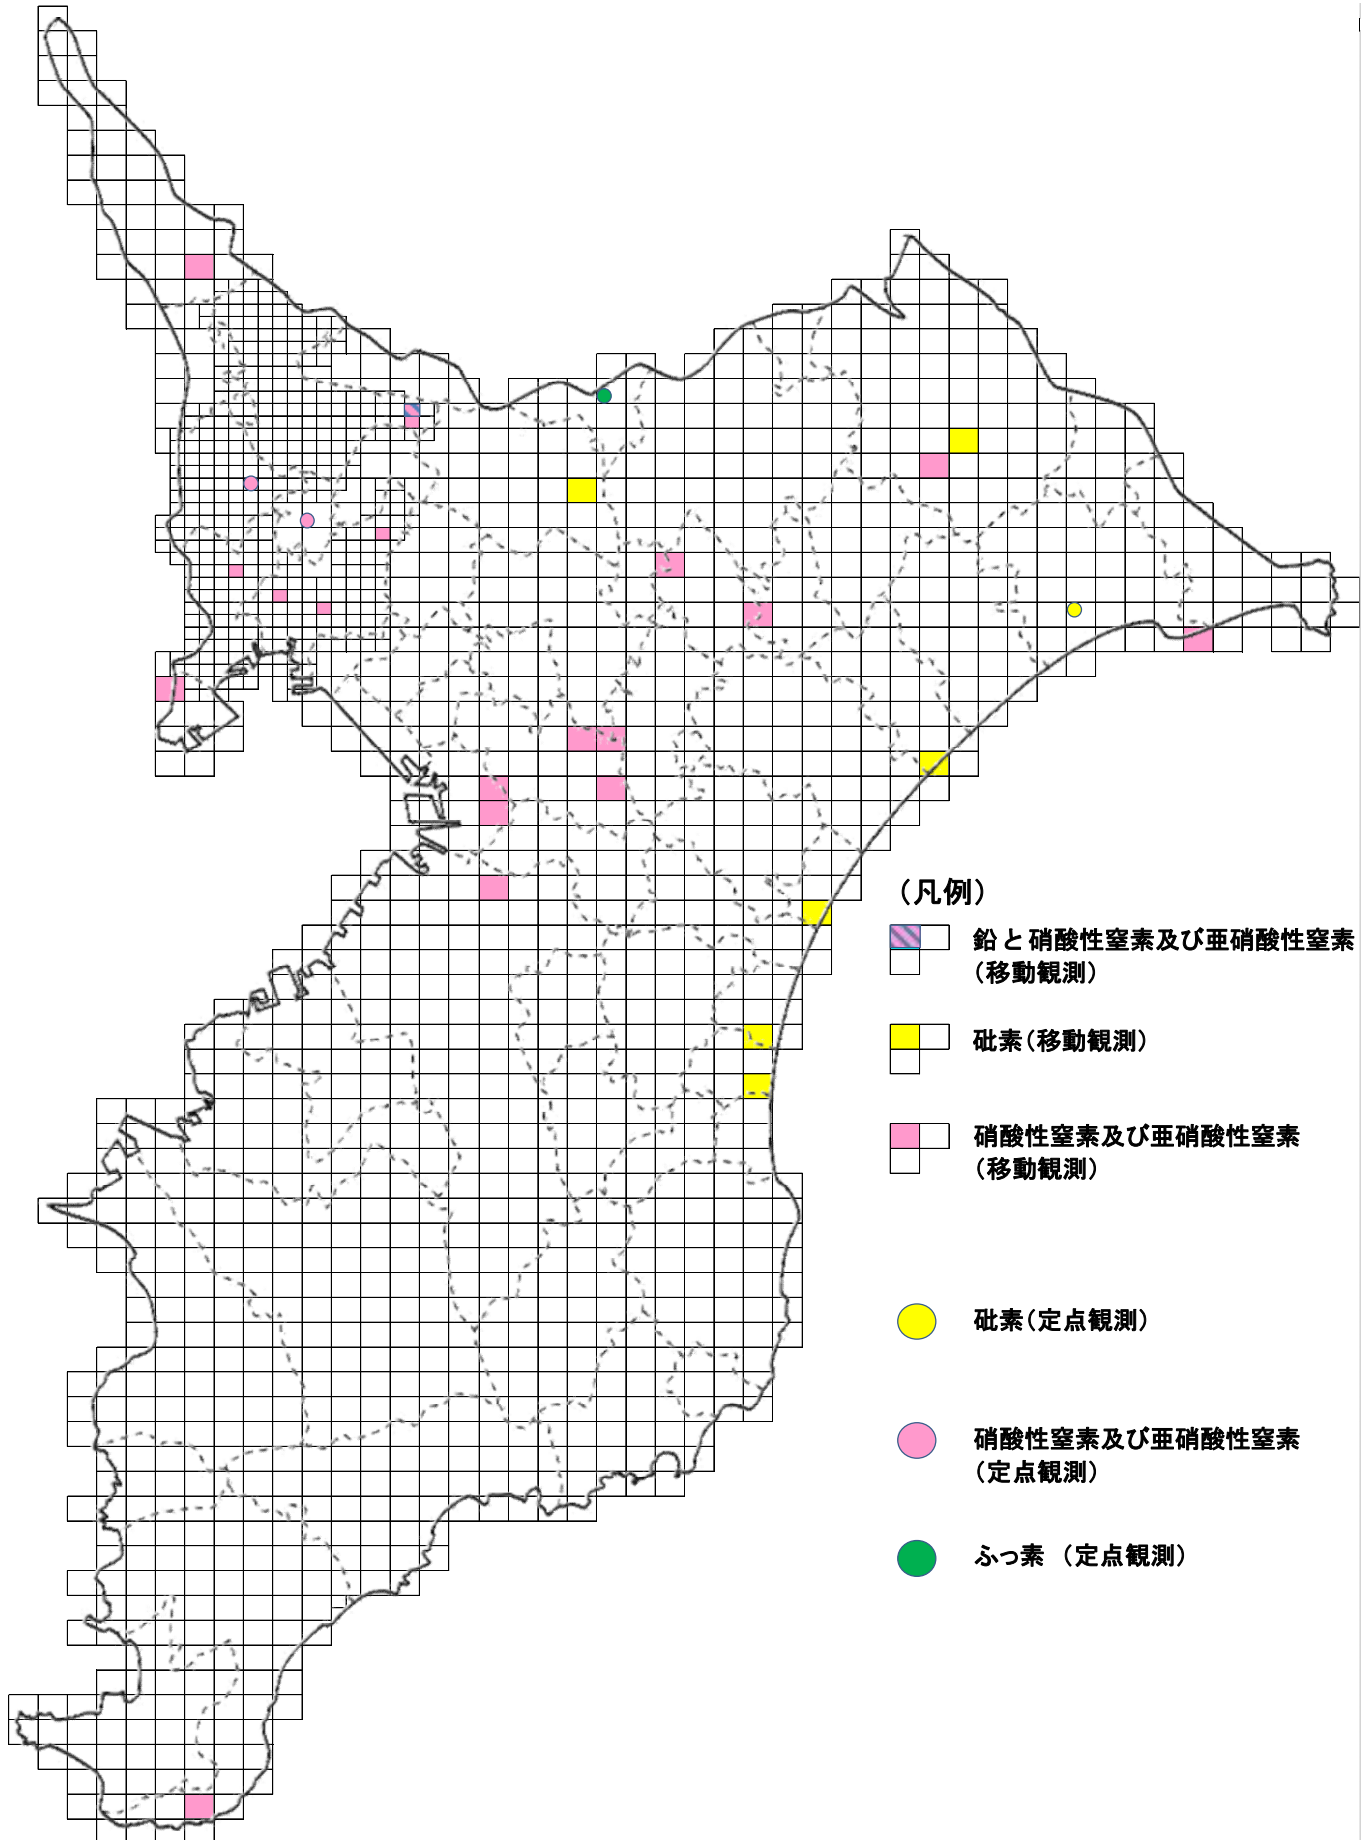 （凡例）
鉛と硝酸性窒素及び亜硝酸性窒素
（移動観測）
砒素（移動観測）
硝酸性窒素及び亜硝酸性窒素
（移動観測）
砒素（定点観測）
硝酸性窒素及び亜硝酸性窒素
（定点観測）
ふっ素 （定点観測）